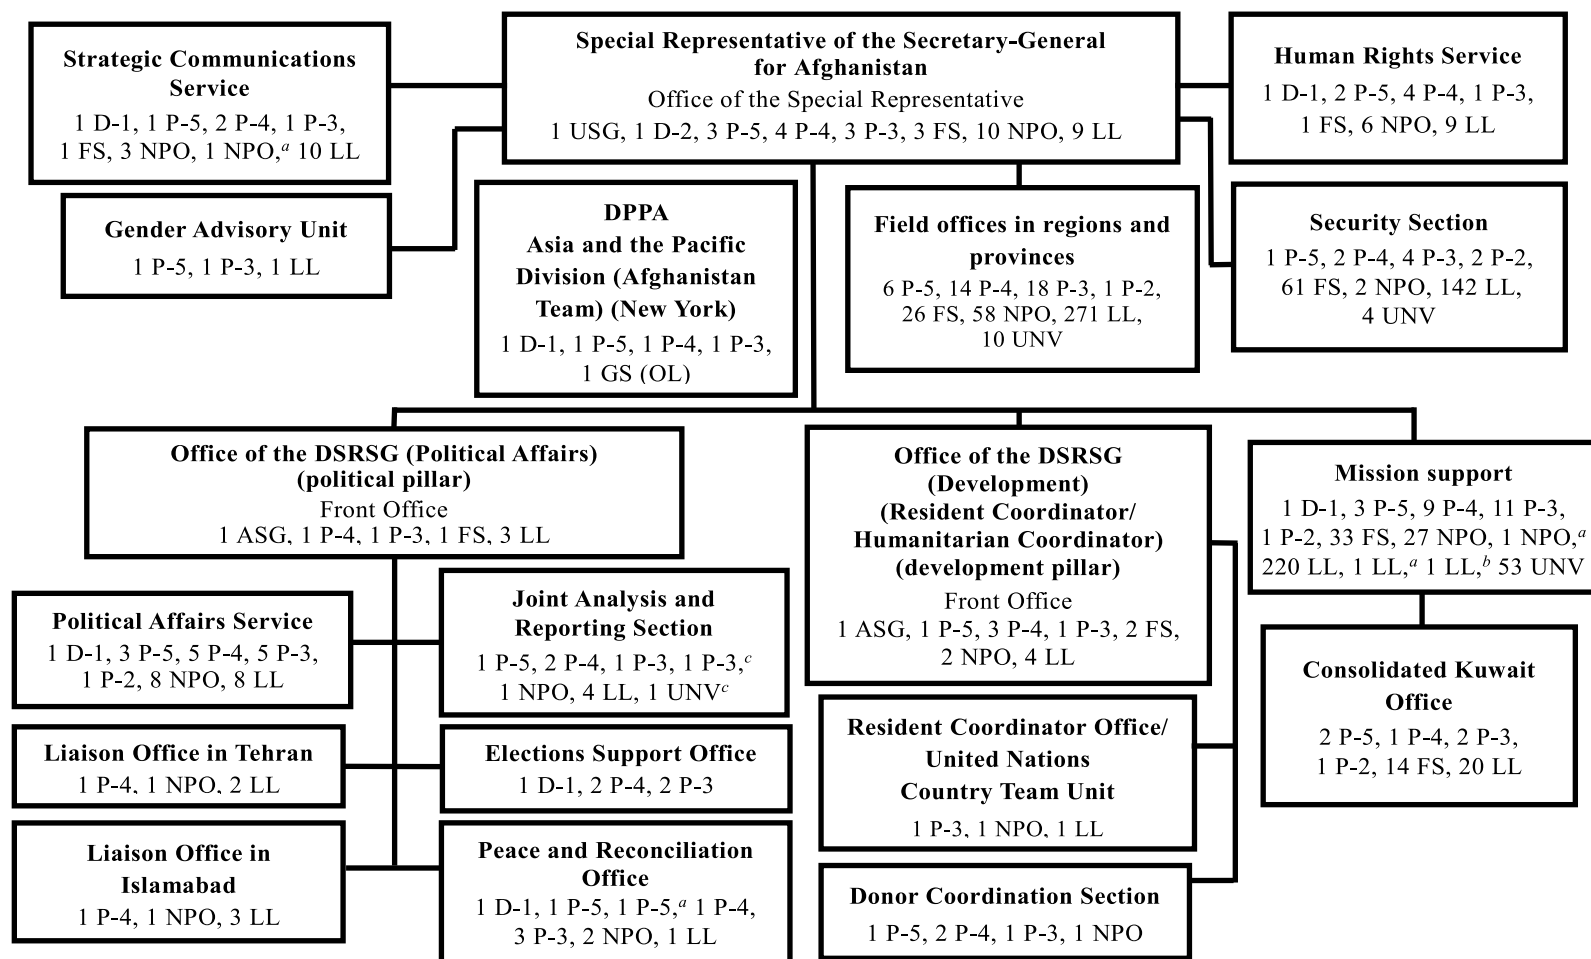 Strategic Communications
Service
1 D-1, 1 P-5, 2 P-4, 1 P-3,
1 FS, 3 NPO, 1 NPO,ᵃ 10 LL
Special Representative of the Secretary-General
for Afghanistan
Office of the Special Representative
1 USG, 1 D-2, 3 P-5, 4 P-4, 3 P-3, 3 FS, 10 NPO, 9 LL
Human Rights Service
1 D-1, 2 P-5, 4 P-4, 1 P-3,
1 FS, 6 NPO, 9 LL
Gender Advisory Unit
1 P-5, 1 P-3, 1 LL
DPPA
Asia and the Pacific
Division (Afghanistan
Team) (New York)
1 D-1, 1 P-5, 1 P-4, 1 P-3,
1 GS (OL)
Field offices in regions and
provinces
6 P-5, 14 P-4, 18 P-3, 1 P-2,
26 FS, 58 NPO, 271 LL,
10 UNV
Security Section
1 P-5, 2 P-4, 4 P-3, 2 P-2,
61 FS, 2 NPO, 142 LL,
4 UNV
Office of the DSRSG (Political Affairs)
(political pillar)
Front Office
1 ASG, 1 P-4, 1 P-3, 1 FS, 3 LL
Office of the DSRSG
(Development)
(Resident Coordinator/
Humanitarian Coordinator)
(development pillar)
Front Office
1 ASG, 1 P-5, 3 P-4, 1 P-3, 2 FS,
2 NPO, 4 LL
Mission support
1 D-1, 3 P-5, 9 P-4, 11 P-3,
1 P-2, 33 FS, 27 NPO, 1 NPO,ᵃ
220 LL, 1 LL,ᵃ 1 LL,ᵇ 53 UNV
Political Affairs Service
1 D-1, 3 P-5, 5 P-4, 5 P-3,
1 P-2, 8 NPO, 8 LL
Joint Analysis and
Reporting Section
1 P-5, 2 P-4, 1 P-3, 1 P-3,ᶜ
1 NPO, 4 LL, 1 UNVᶜ
Consolidated Kuwait
Office
2 P-5, 1 P-4, 2 P-3,
1 P-2, 14 FS, 20 LL
Liaison Office in Tehran
1 P-4, 1 NPO, 2 LL
Elections Support Office
1 D-1, 2 P-4, 2 P-3
Resident Coordinator Office/
United Nations
Country Team Unit
1 P-3, 1 NPO, 1 LL
Liaison Office in
Islamabad
1 P-4, 1 NPO, 3 LL
Peace and Reconciliation
Office
1 D-1, 1 P-5, 1 P-5,ᵃ 1 P-4,
3 P-3, 2 NPO, 1 LL
Donor Coordination Section
1 P-5, 2 P-4, 1 P-3, 1 NPO